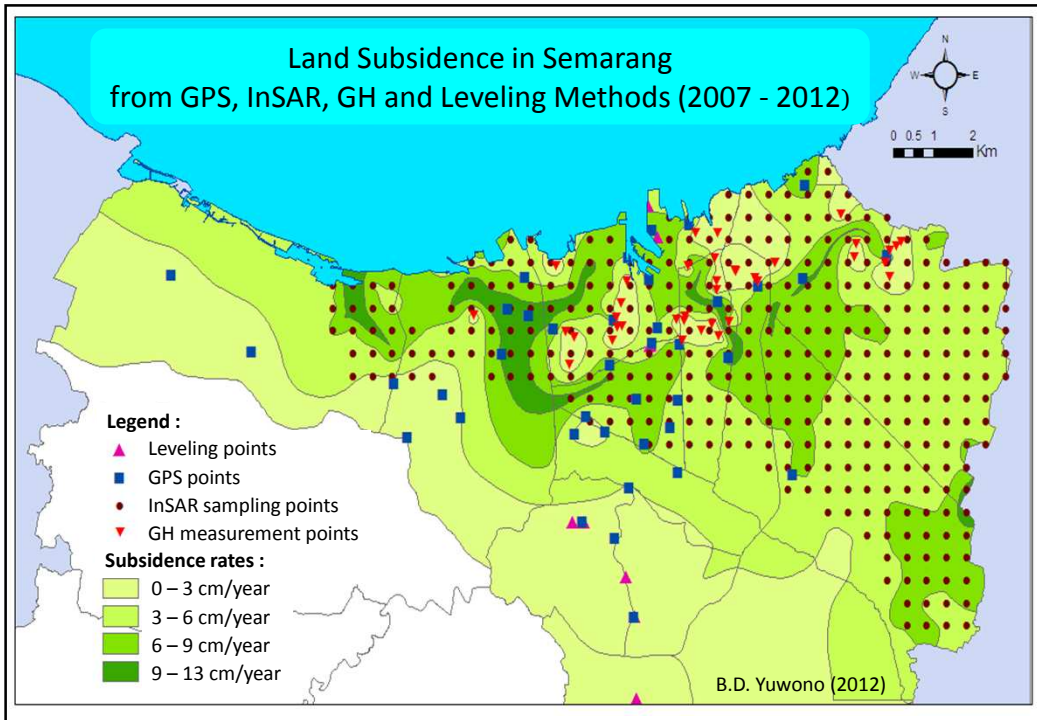 Land Subsidence in Semarang
from GPS, InSAR, GH and Leveling Methods (2007 - 2012)
N
W E
S
0 0.5 1 2
Km
Legend :
Leveling points
GPS points
InSAR sampling points
GH measurement points
Subsidence rates :
0 – 3 cm/year
3 – 6 cm/year
6 – 9 cm/year
9 – 13 cm/year
B.D. Yuwono (2012)